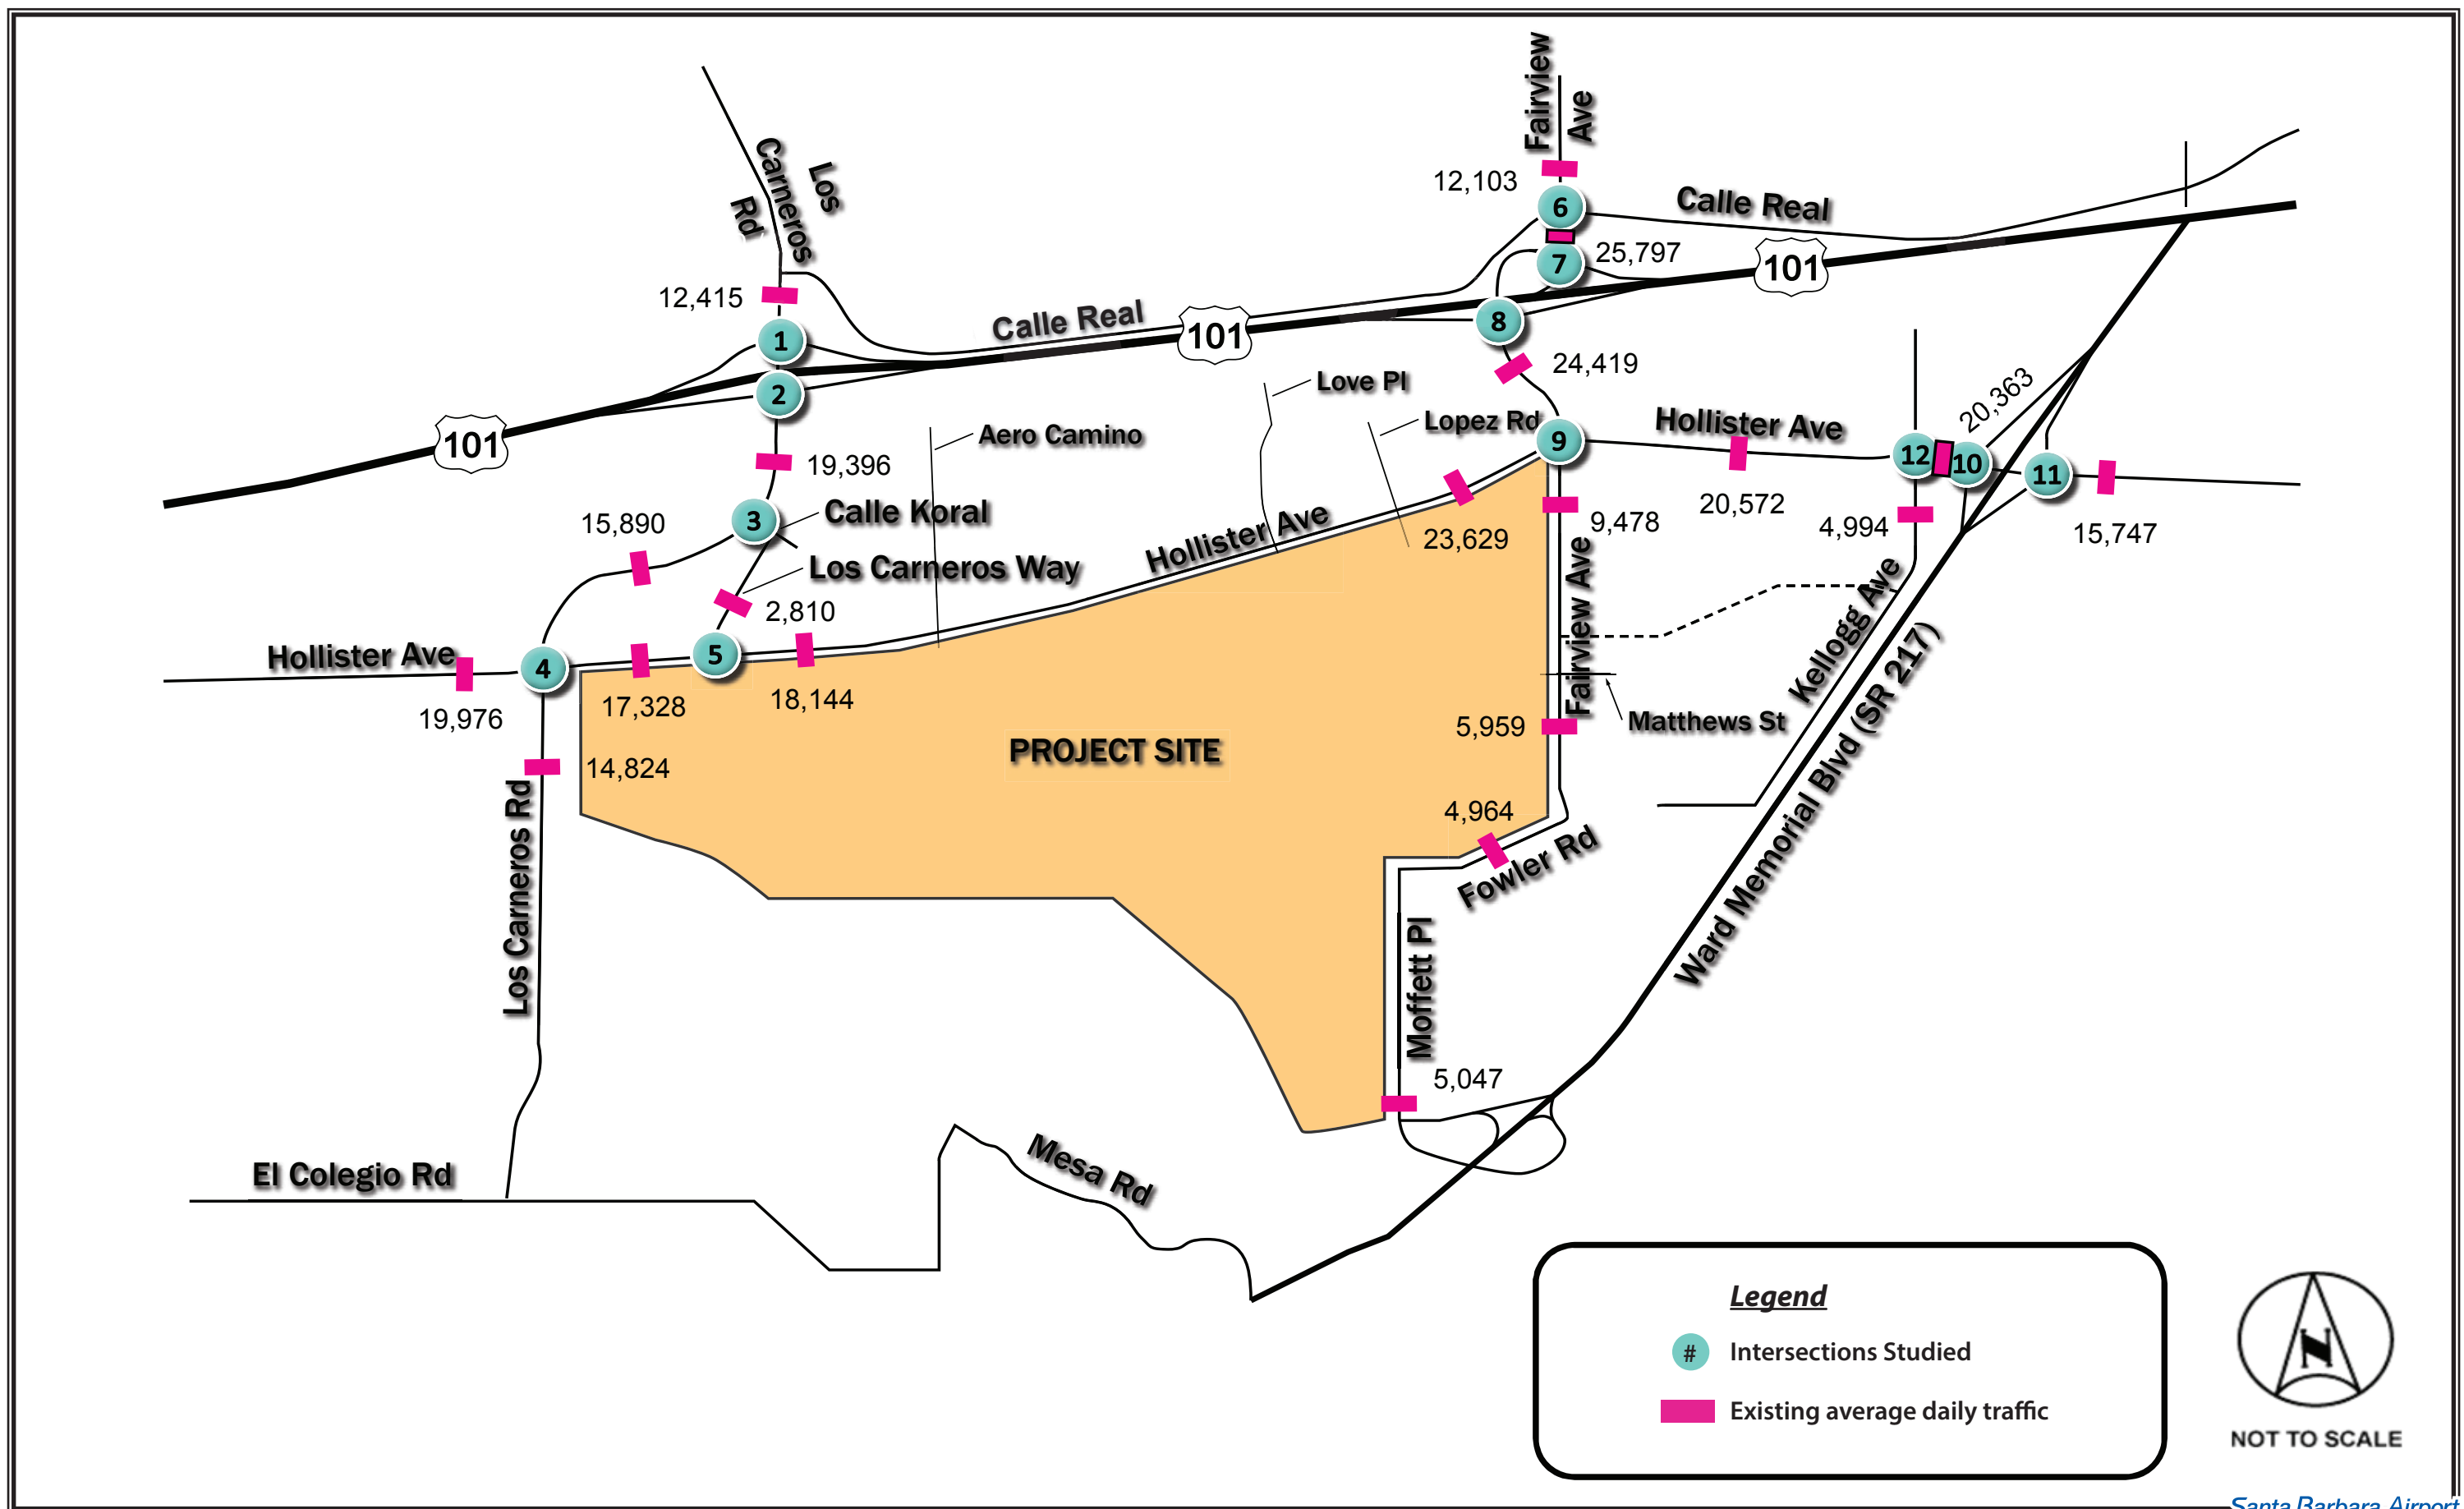 Fairview
Ave
Los
Carneros
Rd
12,103
6
Calle Real
25,797
7
101
12,415
1
Calle Real
101
8
2
24,419
Love Pl
Lopez Rd
Aero Camino
101
9
Hollister Ave
20,363
12
10
11
19,396
15,890
3
Calle Koral
Hollister Ave
23,629
9,478
20,572
4,994
15,747
Los Carneros Way
2,810
Fairview Ave
Kellogg Ave
Hollister Ave
4
5
19,976
17,328
18,144
PROJECT SITE
5,959
Matthews St
14,824
Ward Memorial Blvd (SR 217)
4,964
Fowler Rd
Los Carneros Rd
Moffett Pl
5,047
El Colegio Rd
Mesa Rd
Legend
# Intersections Studied
Existing average daily traffic
N
NOT TO SCALE
Santa Barbara Airport